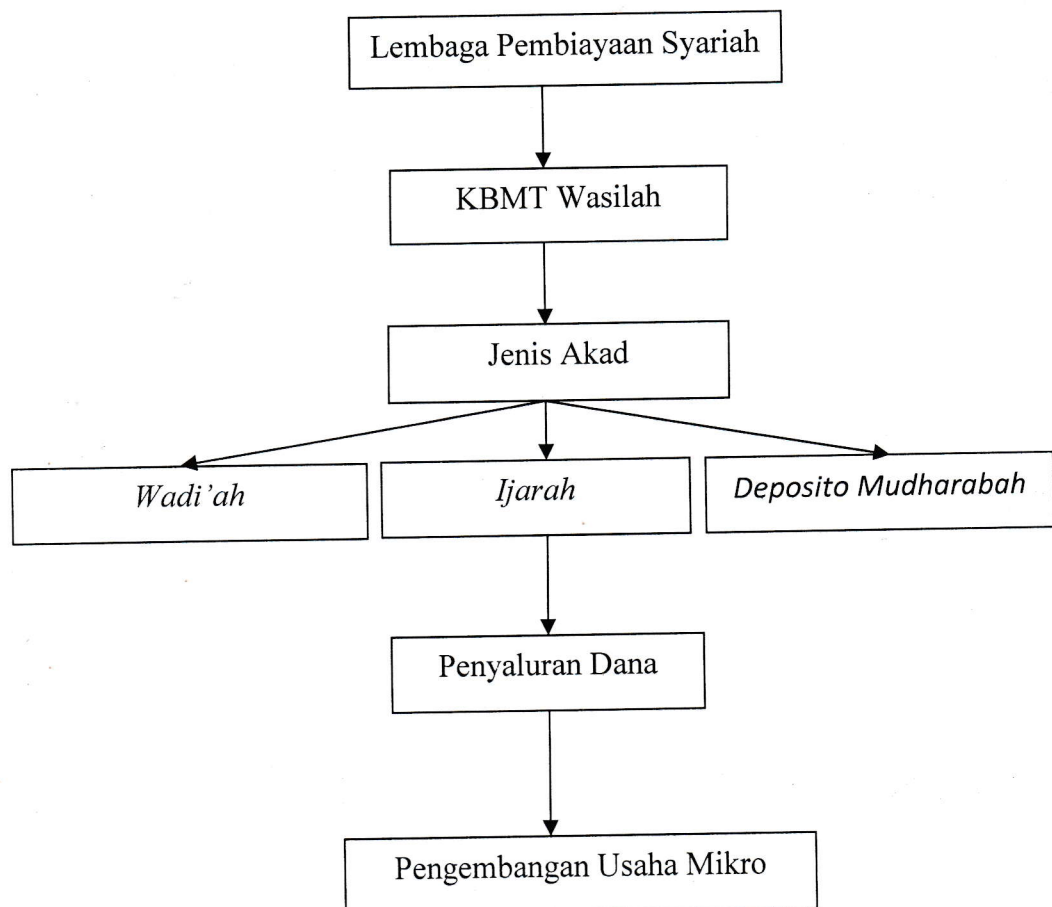 Lembaga Pembiayaan Syariah
KBMT Wasilah
Jenis Akad
Wadi’ah
Ijarah
Deposito Mudharabah
Penyaluran Dana
Pengembangan Usaha Mikro